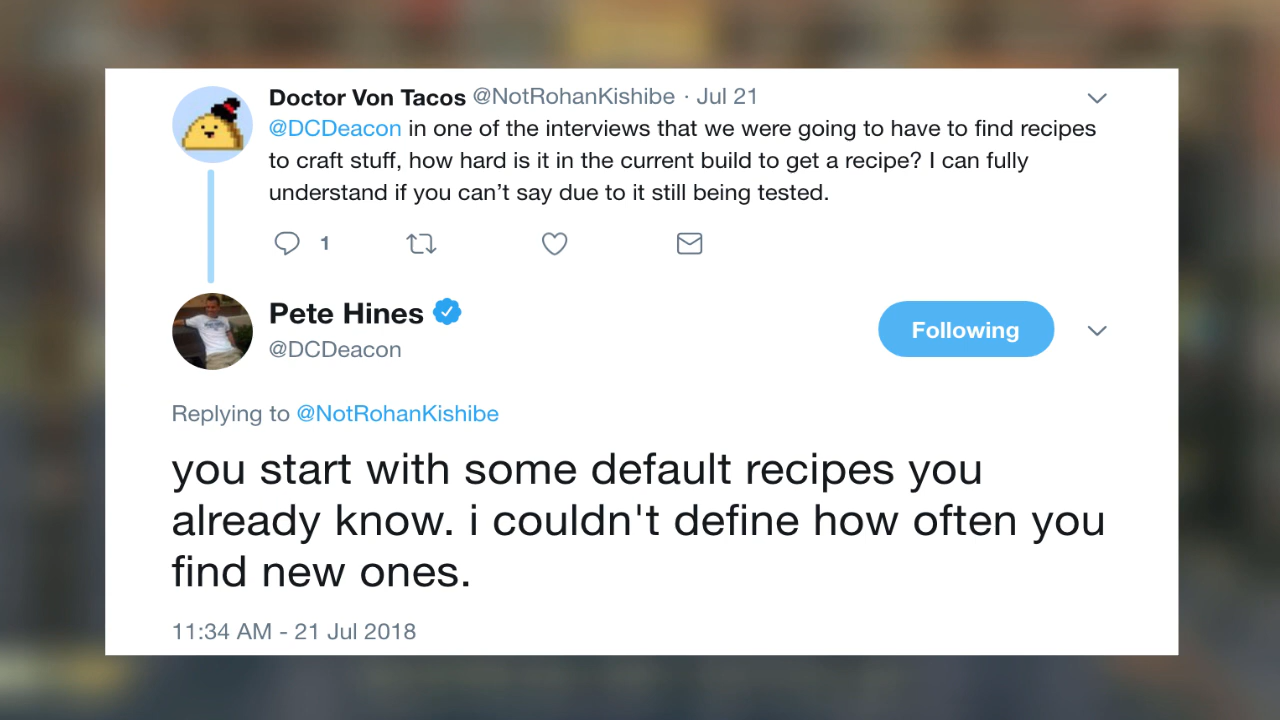 Doctor Von Tacos @NotRohanKishibe · Jul 21
@DCDeacon in one of the interviews that we were going to have to find recipes
to craft stuff, how hard is it in the current build to get a recipe? I can fully
understand if you can’t say due to it still being tested.
1
Pete Hines
@DCDeacon
Following
Replying to @NotRohanKishibe
you start with some default recipes you
already know. i couldn't define how often you
find new ones.
11:34 AM - 21 Jul 2018